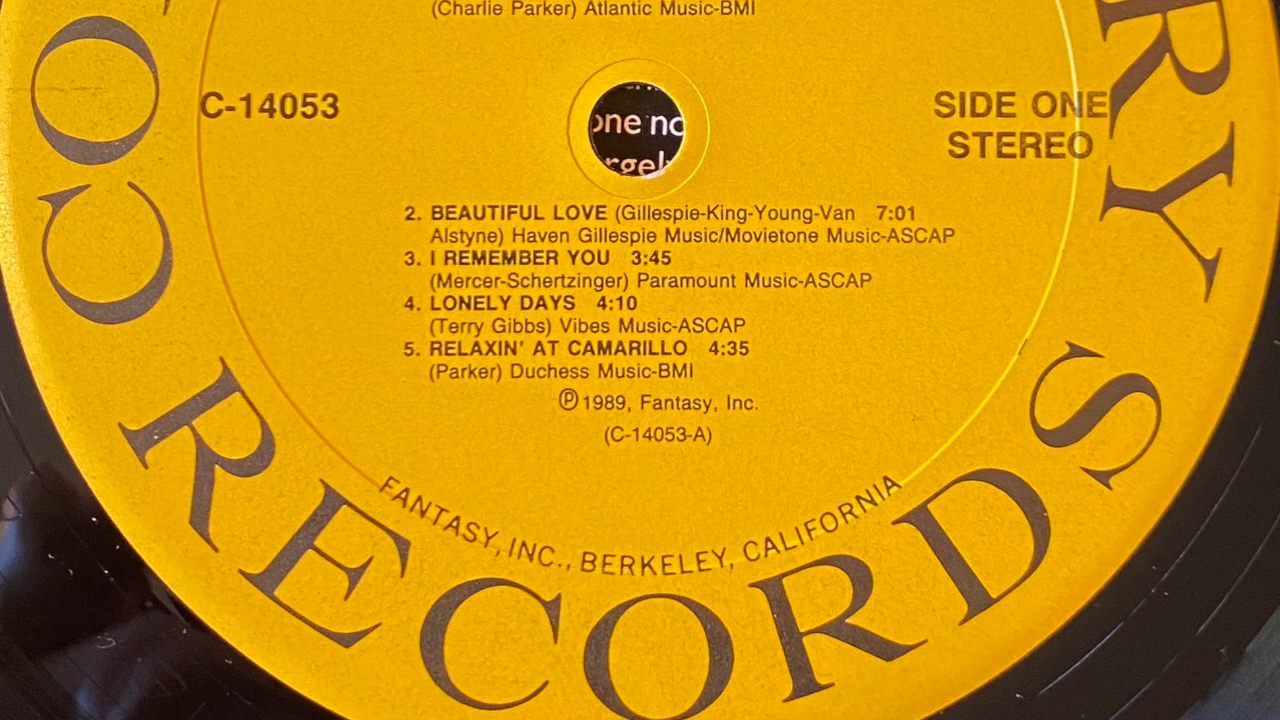 (Charlie Parker) Atlantic Music-BMI
C-14053
SIDE ONE
STEREO
one
2. BEAUTIFUL LOVE (Gillespie-King-Young-Van 7:01
Alstyne) Haven Gillespie Music/Movietone Music-ASCAP
3. I REMEMBER YOU 3:45
(Mercer-Schertzinger) Paramount Music-ASCAP
4. LONELY DAYS 4:10
(Terry Gibbs) Vibes Music-ASCAP
5. RELAXIN' AT CAMARILLO 4:35
(Parker) Duchess Music-BMI
℗ 1989, Fantasy, Inc.
(C-14053-A)
FANTASY, INC., BERKELEY, CALIFORNIA
CO RY RECORDS